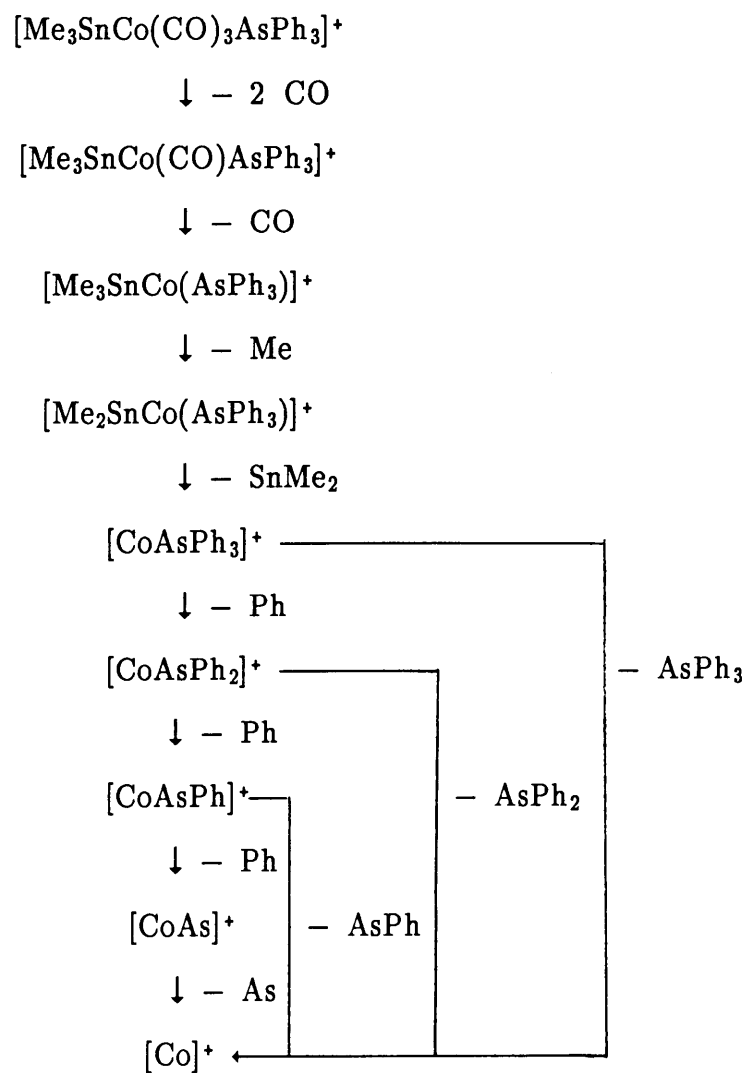 [Me₃SnCo(CO)₃AsPh₃]⁺
↓ − 2 CO
[Me₃SnCo(CO)AsPh₃]⁺
↓ − CO
[Me₃SnCo(AsPh₃)]⁺
↓ − Me
[Me₂SnCo(AsPh₃)]⁺
↓ − SnMe₂
[CoAsPh₃]⁺
↓ − Ph
[CoAsPh₂]⁺
− AsPh₃
↓ − Ph
[CoAsPh]⁺
− AsPh₂
↓ − Ph
[CoAs]⁺
− AsPh
↓ − As
[Co]⁺